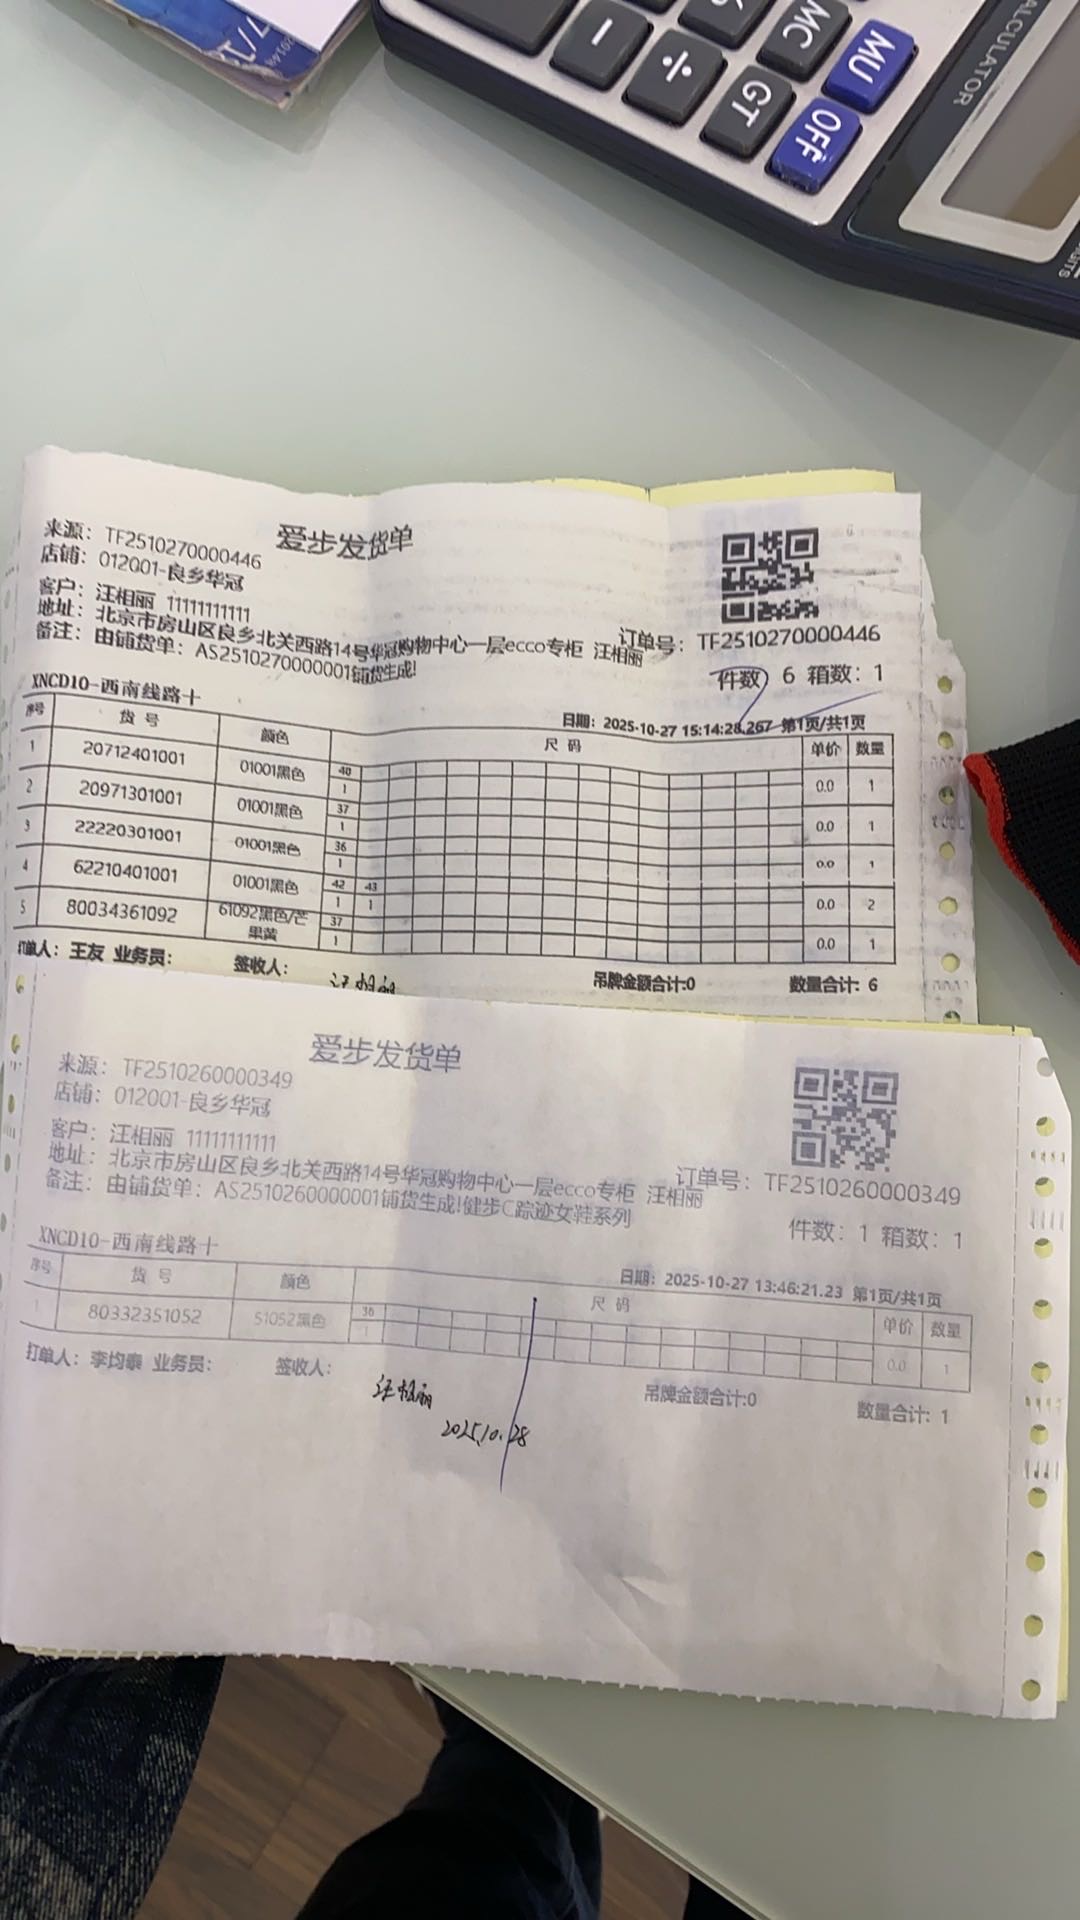 MC
MU
÷
GT
OFF
CALCULATOR
爱步发货单
来源：TF2510270000446
店铺：012001-良乡华冠
客户：汪相丽 11111111111
地址：北京市房山区良乡北关西路14号华冠购物中心一层ecco专柜 汪相丽
订单号：TF2510270000446
备注：由铺货单：AS2510270000001铺货生成!
件数：6 箱数：1
XNCD10-西南线路十
日期：2025-10-27 15:14:28.267 第1页/共1页
序号 货 号 颜色 尺 码 单价 数量
1 20712401001 01001黑色 40 1 0.0 1
2 20971301001 01001黑色 37 1 0.0 1
3 22220301001 01001黑色 36 1 0.0 1
4 62210401001 01001黑色 42 43 1 1 0.0 2
5 80034361092 61092黑色/芒果黄 37 1 0.0 1
打单人：王友 业务员： 签收人： 汪相丽 吊牌金额合计:0 数量合计：6
爱步发货单
来源：TF2510260000349
店铺：012001-良乡华冠
客户：汪相丽 11111111111
地址：北京市房山区良乡北关西路14号华冠购物中心一层ecco专柜 汪相丽
订单号：TF2510260000349
备注：由铺货单：AS2510260000001铺货生成!健步C踪迹女鞋系列
件数：1 箱数：1
XNCD10-西南线路十
日期：2025-10-27 13:46:21.23 第1页/共1页
序号 货 号 颜色 尺 码 单价 数量
1 80332351052 51052黑色 36 1 0.0 1
打单人：李均泰 业务员： 签收人： 吊牌金额合计:0 数量合计：1
汪相丽
2025.10.28